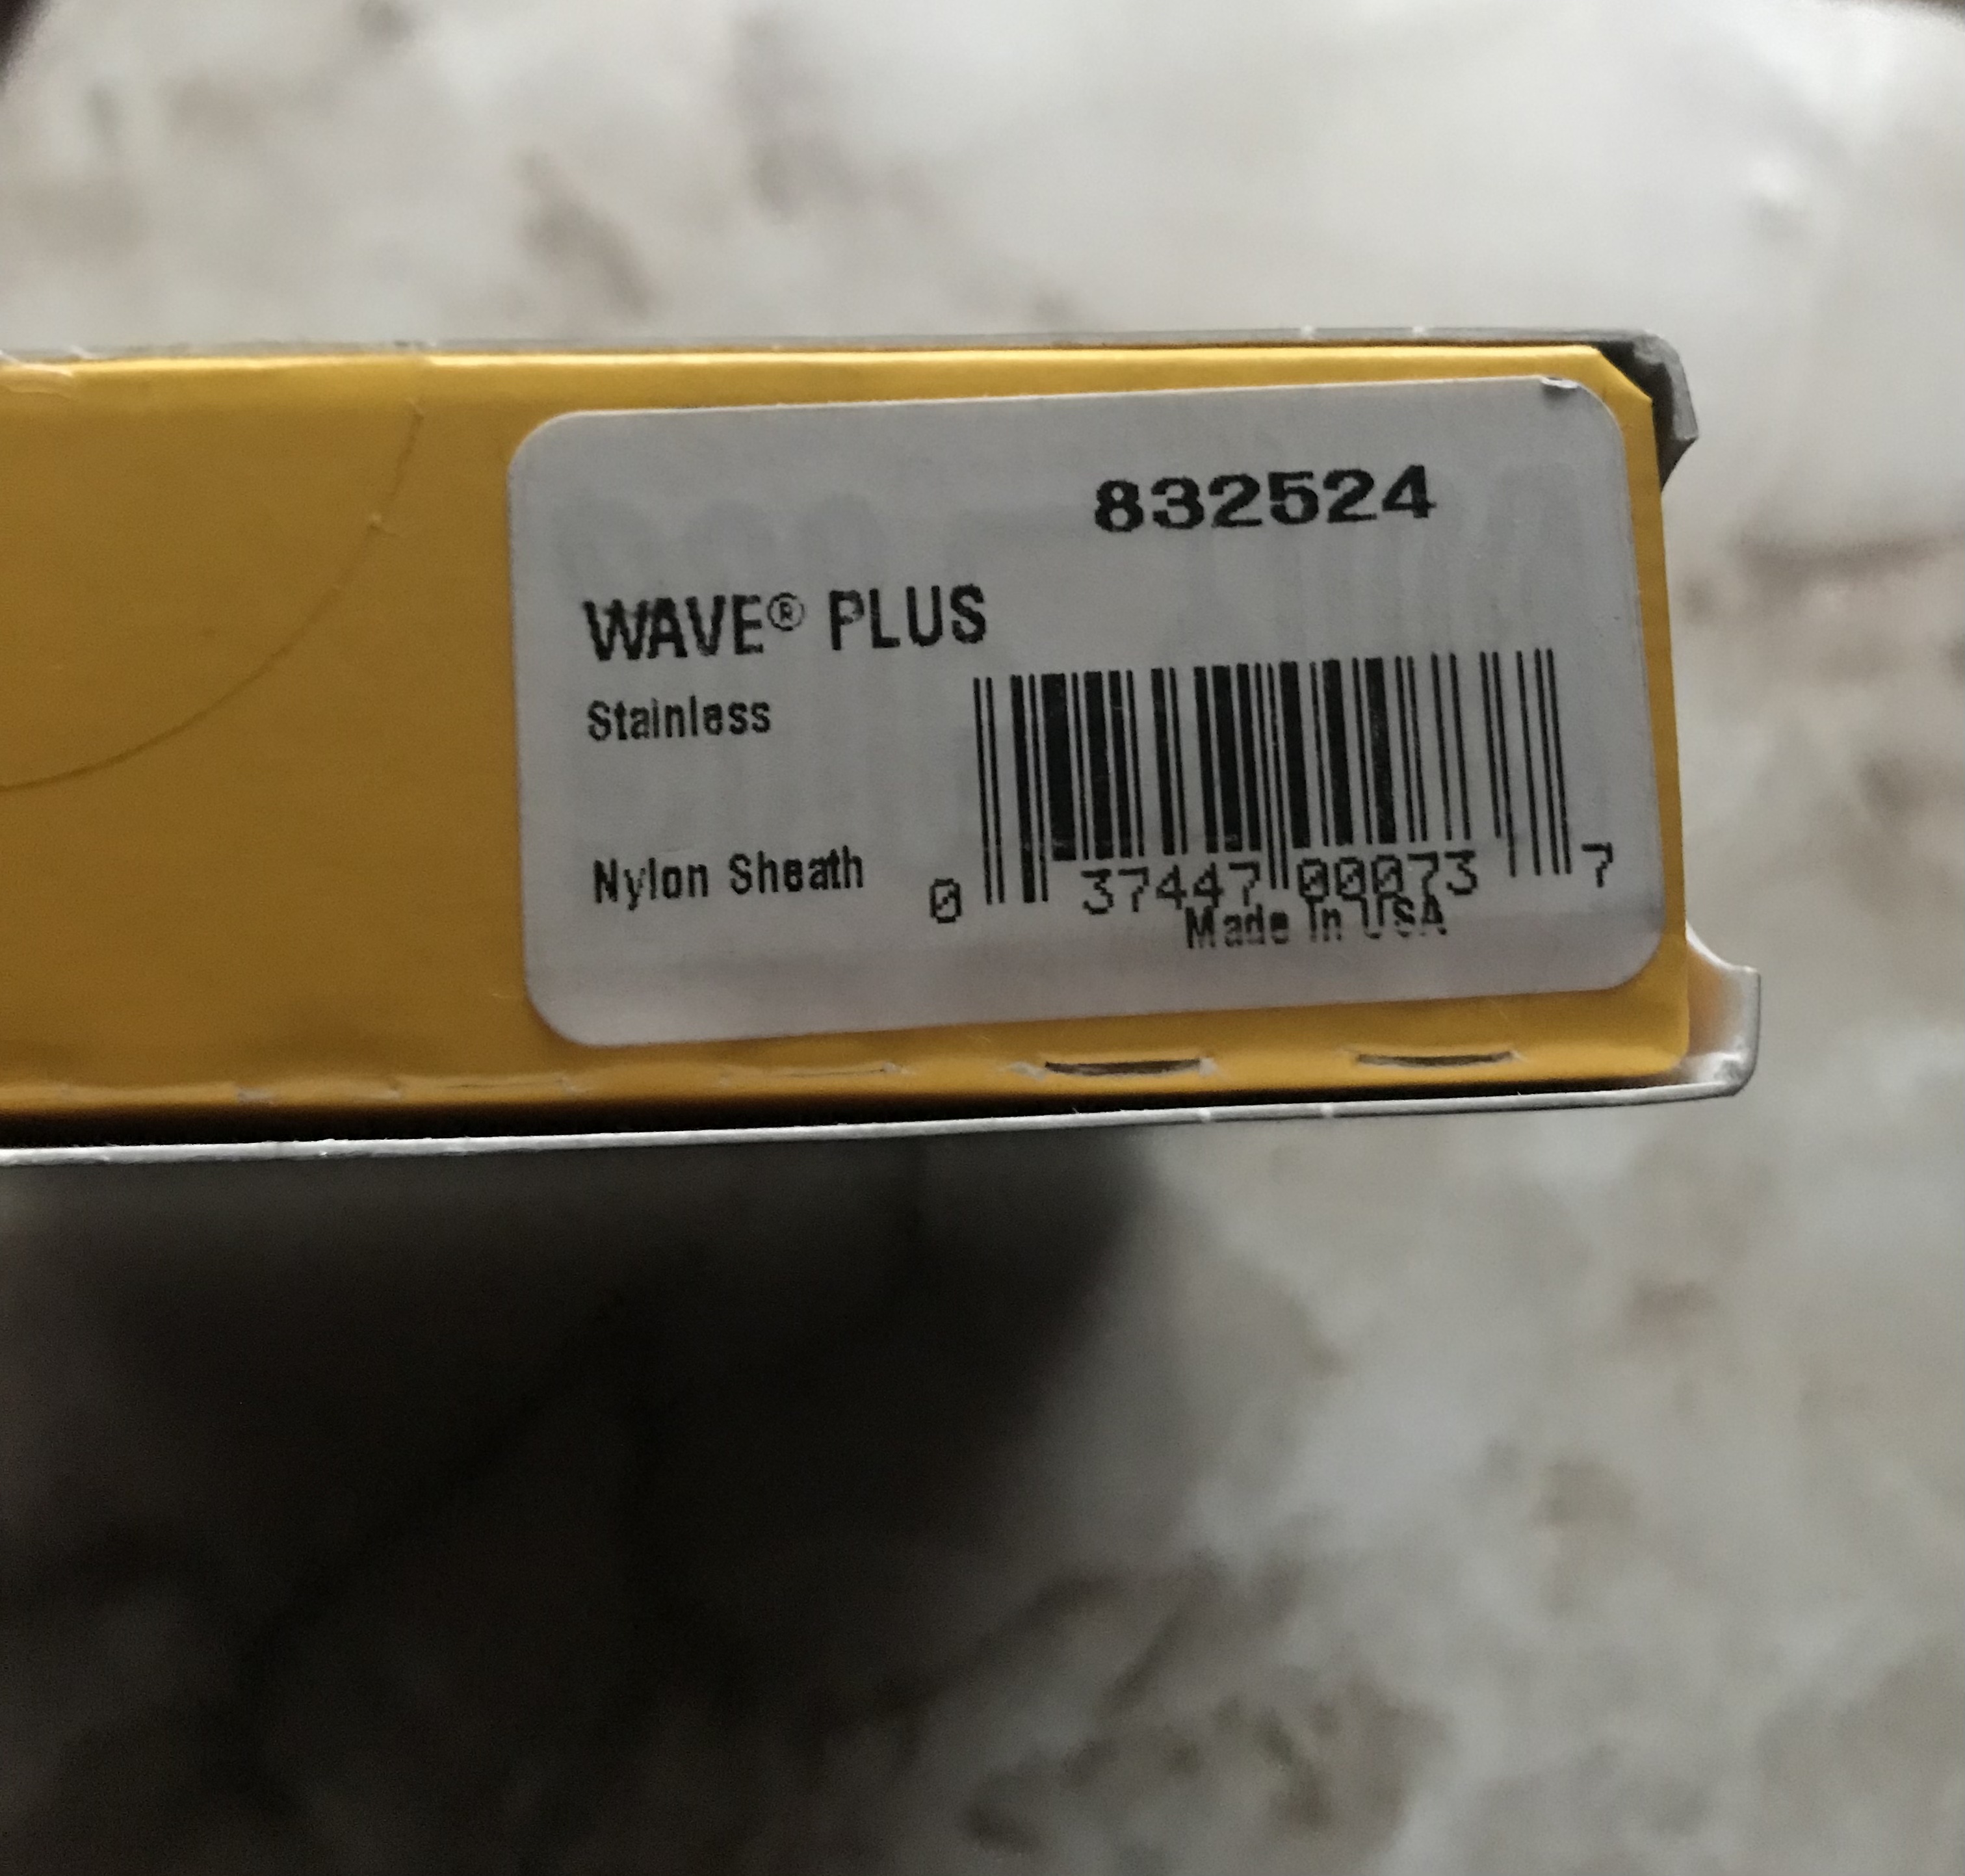 832524
WAVE® PLUS
Stainless
Nylon Sheath
0 37447 00073 7
Made In USA